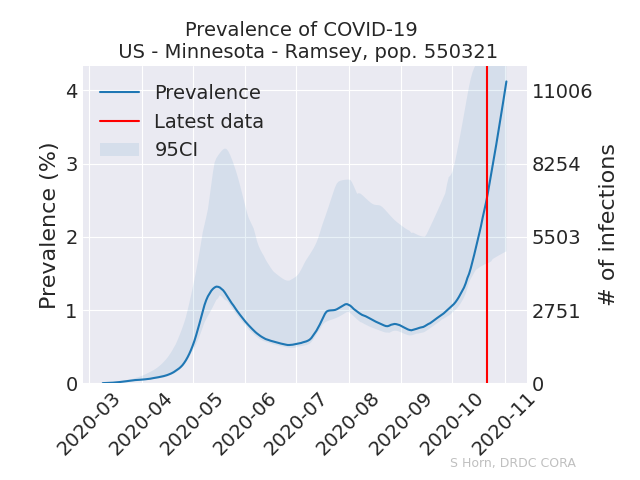 Prevalence of COVID-19
US - Minnesota - Ramsey, pop. 550321
Prevalence
Latest data
95CI
Prevalence (%)
4
3
2
1
0
11006
8254
5503
2751
0
# of infections
2020-03
2020-04
2020-05
2020-06
2020-07
2020-08
2020-09
2020-10
2020-11
S Horn, DRDC CORA